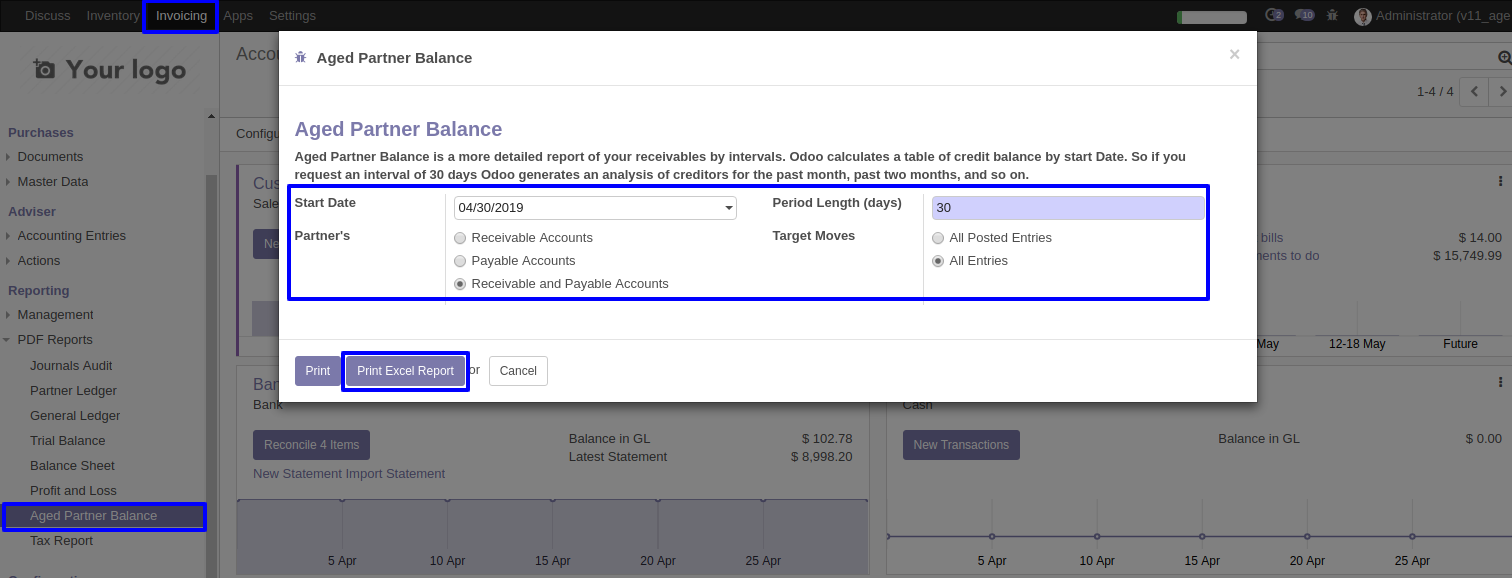 Discuss Inventory Invoicing Apps Settings
2 10 Administrator (v11_age
Your logo
Purchases
Documents
Master Data
Adviser
Accounting Entries
Actions
Reporting
Management
PDF Reports
Journals Audit
Partner Ledger
General Ledger
Trial Balance
Balance Sheet
Profit and Loss
Aged Partner Balance
Tax Report
Accou
1-4 / 4
Configu
Aged Partner Balance ×
Aged Partner Balance
Aged Partner Balance is a more detailed report of your receivables by intervals. Odoo calculates a table of credit balance by start Date. So if you
request an interval of 30 days Odoo generates an analysis of creditors for the past month, past two months, and so on.
Start Date 04/30/2019 Period Length (days) 30
Partner's Receivable Accounts Target Moves All Posted Entries
Payable Accounts All Entries
Receivable and Payable Accounts
Print Print Excel Report or Cancel
Cus
Sale
Ne
bills $ 14.00
ments to do $ 15,749.99
May 12-18 May Future
Ban
Bank
Reconcile 4 Items
New Statement Import Statement
Balance in GL $ 102.78
Latest Statement $ 8,998.20
5 Apr 10 Apr 15 Apr 20 Apr 25 Apr
Cash
New Transactions
Balance in GL $ 0.00
5 Apr 10 Apr 15 Apr 20 Apr 25 Apr